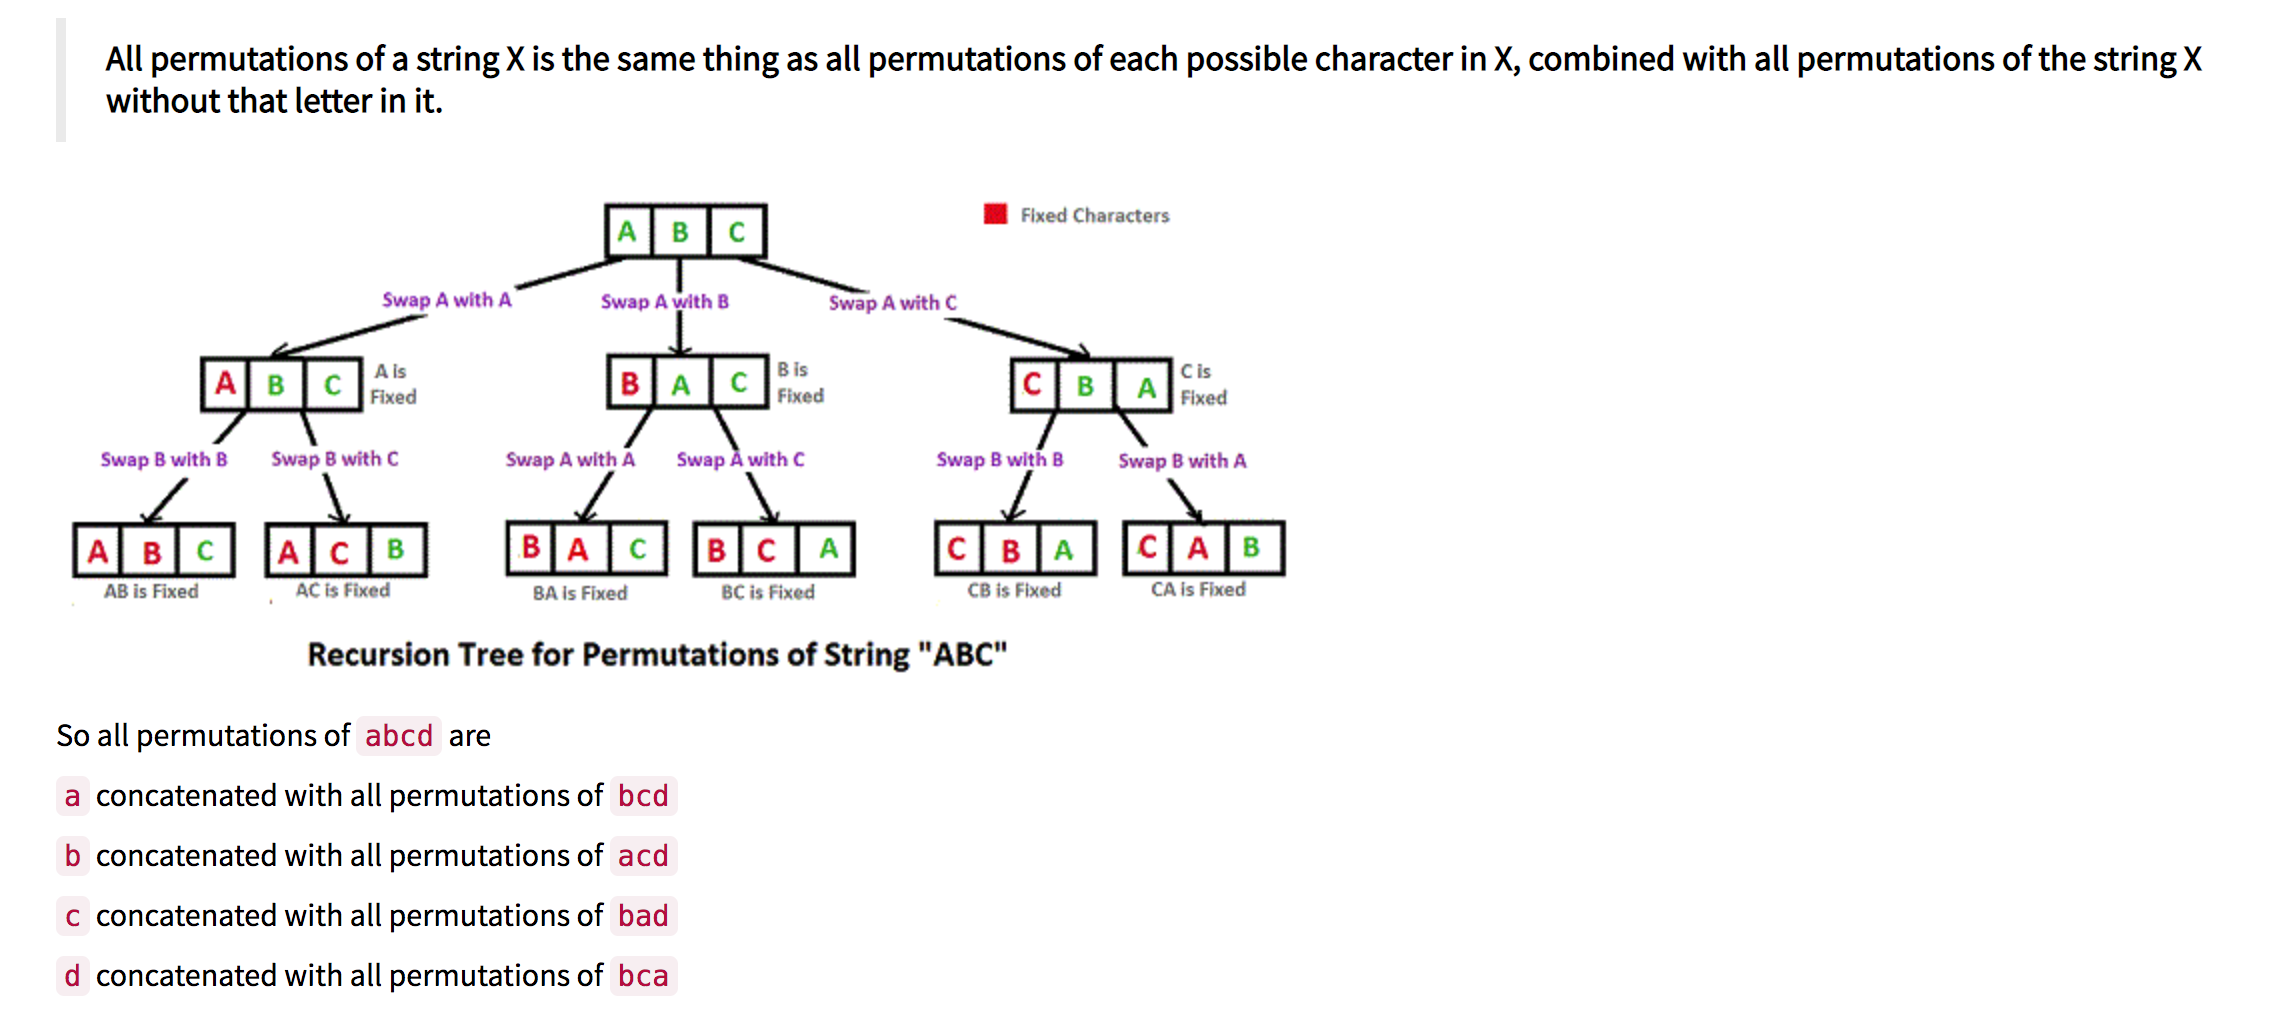 All permutations of a string X is the same thing as all permutations of each possible character in X, combined with all permutations of the string X
without that letter in it.
A B C
Fixed Characters
Swap A with A
Swap A with B
Swap A with C
A B C
A is
Fixed
B A C
B is
Fixed
C B A
C is
Fixed
Swap B with B
Swap B with C
Swap A with A
Swap A with C
Swap B with B
Swap B with A
A B C
A C B
B A C
B C A
C B A
C A B
AB is Fixed
AC is Fixed
BA is Fixed
BC is Fixed
CB is Fixed
CA is Fixed
Recursion Tree for Permutations of String "ABC"
So all permutations of abcd are
a concatenated with all permutations of bcd
b concatenated with all permutations of acd
c concatenated with all permutations of bad
d concatenated with all permutations of bca